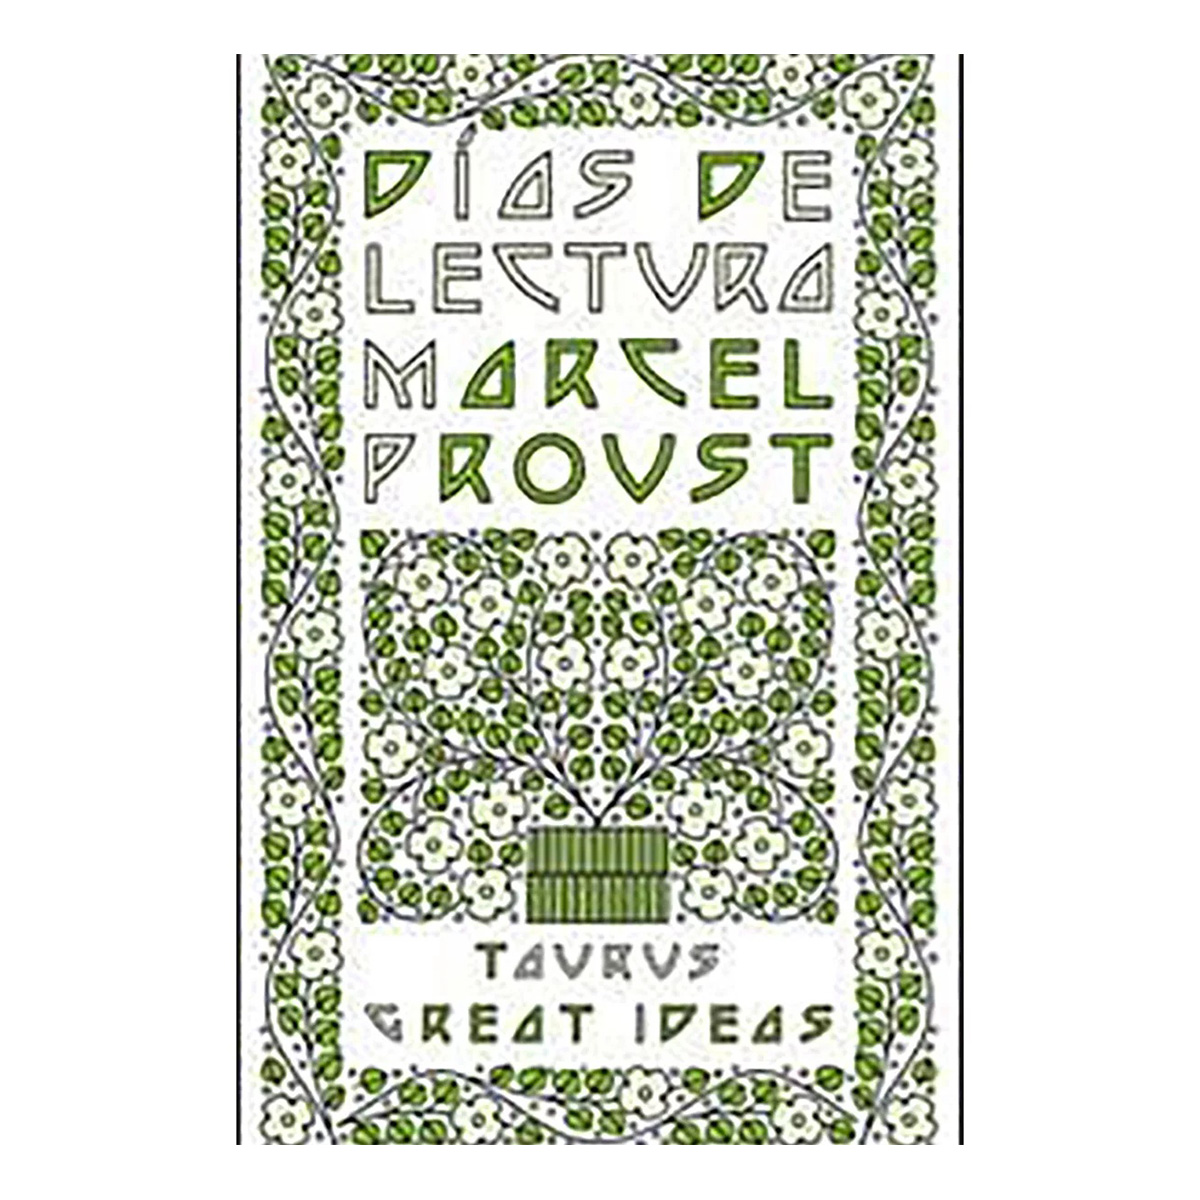 DÍAS DE
LECTURA
MARCEL
PROUST
TAURUS
GREAT IDEAS